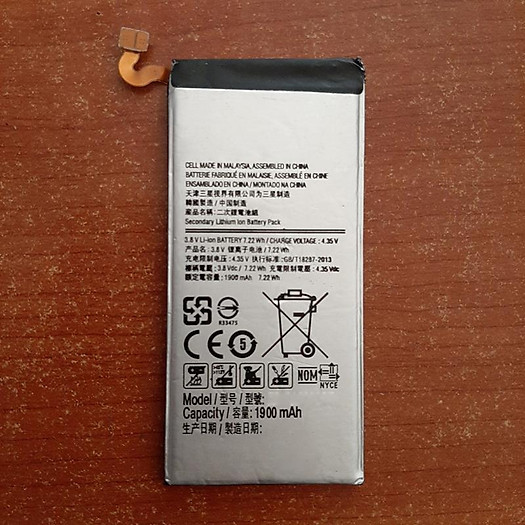 CELL MADE IN MALAYSIA, ASSEMBLED IN CHINA
BATTERIE FABRIQUÉ EN MALAISIE, ASSEMBLÉ EN CHINE
ENSAMBLADO EN CHINA / MONTADO NA CHINA
天津三星视界有限公司为三星制造
韓國製造 / 中国制造
產品名稱:二次鋰電池組
Secondary Lithium Ion Battery Pack
3.8 V Li-ion BATTERY 7.22 Wh / CHARGE VOLTAGE : 4.35 V
产品名: 3.8 V 锂离子电池 / 7.22 Wh
充电限制电压: 4.35 V 执行标准:GB/T18287-2013
標稱電壓: 3.8 Vdc / 7.22 Wh 充電限制電壓: 4.35 Vdc
額定電容量: 1900 mAh 7.22 Wh
R33475
CE 5
NOM NYCE
Model / 型号 / 型號:
Capacity / 容量: 1900 mAh
生产日期 / 製造日期: